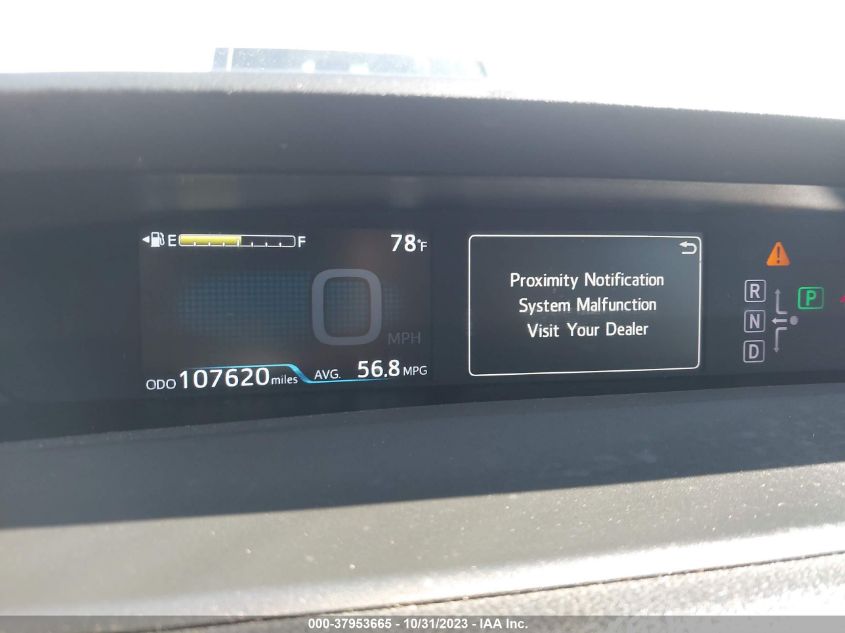 E F 78°F
0
MPH
ODO 107620 miles AVG. 56.8 MPG
Proximity Notification
System Malfunction
Visit Your Dealer
R
N
D
P
000-37953665 - 10/31/2023 - IAA Inc.